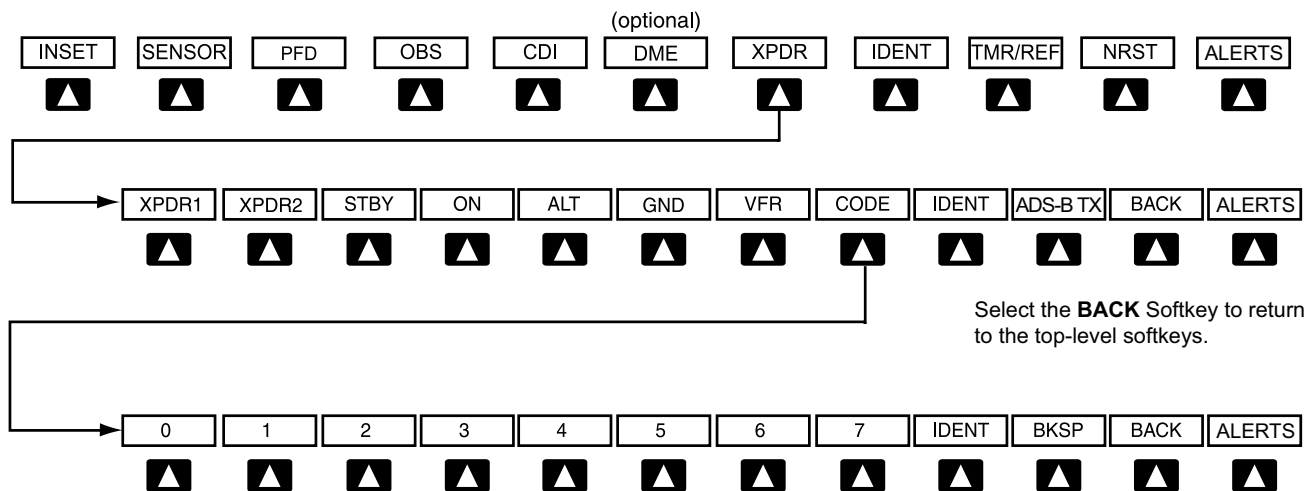 (optional)
INSET SENSOR PFD OBS CDI DME XPDR IDENT TMR/REF NRST ALERTS
XPDR1 XPDR2 STBY ON ALT GND VFR CODE IDENT ADS-B TX BACK ALERTS
Select the BACK Softkey to return
to the top-level softkeys.
0 1 2 3 4 5 6 7 IDENT BKSP BACK ALERTS